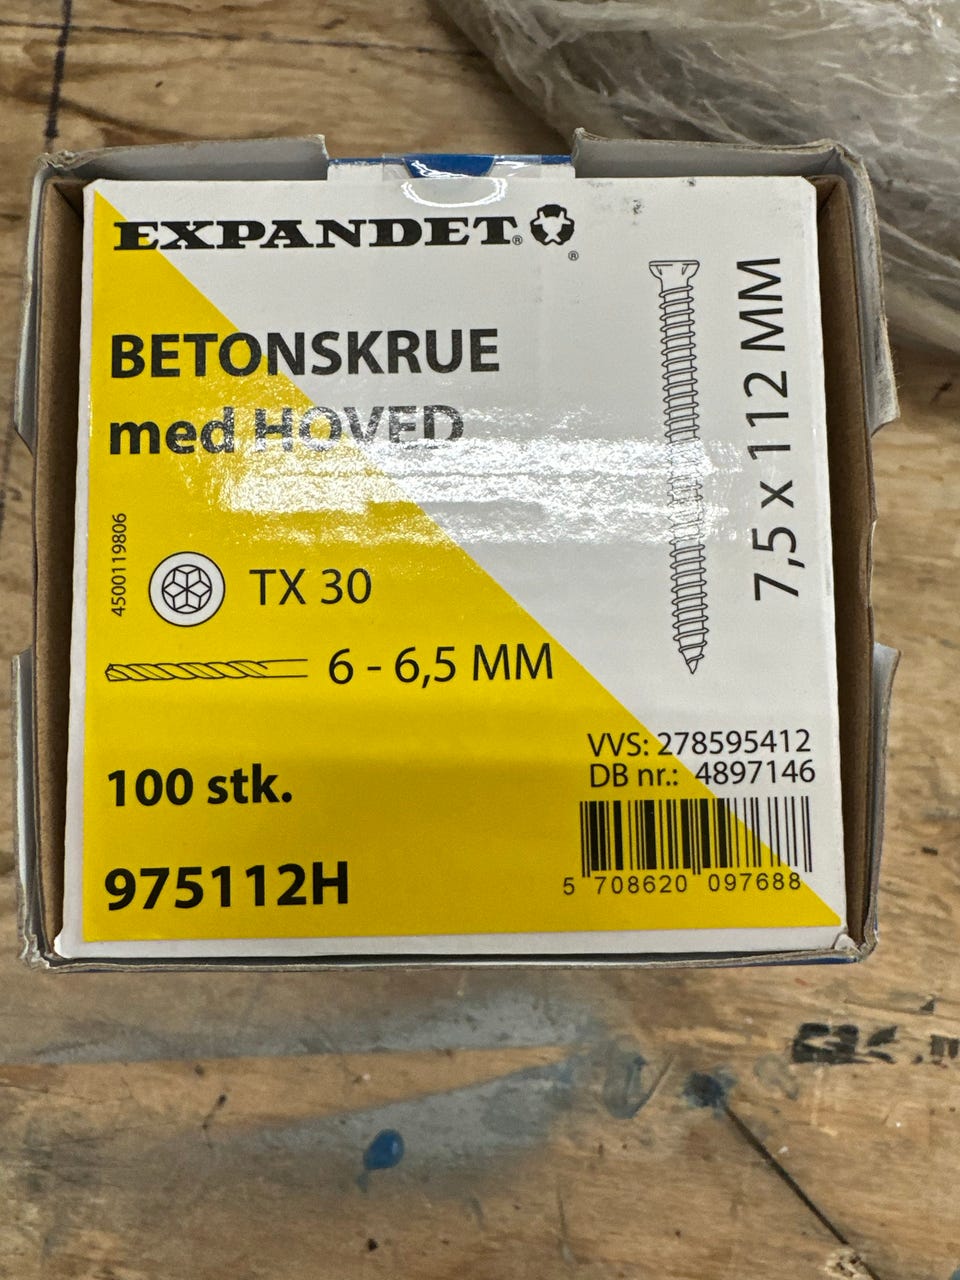 EXPANDET®
®
BETONSKRUE
med HOVED
7,5 x 112 MM
4500119806
TX 30
6 - 6,5 MM
VVS: 278595412
DB nr.: 4897146
100 stk.
975112H
5 708620 097688